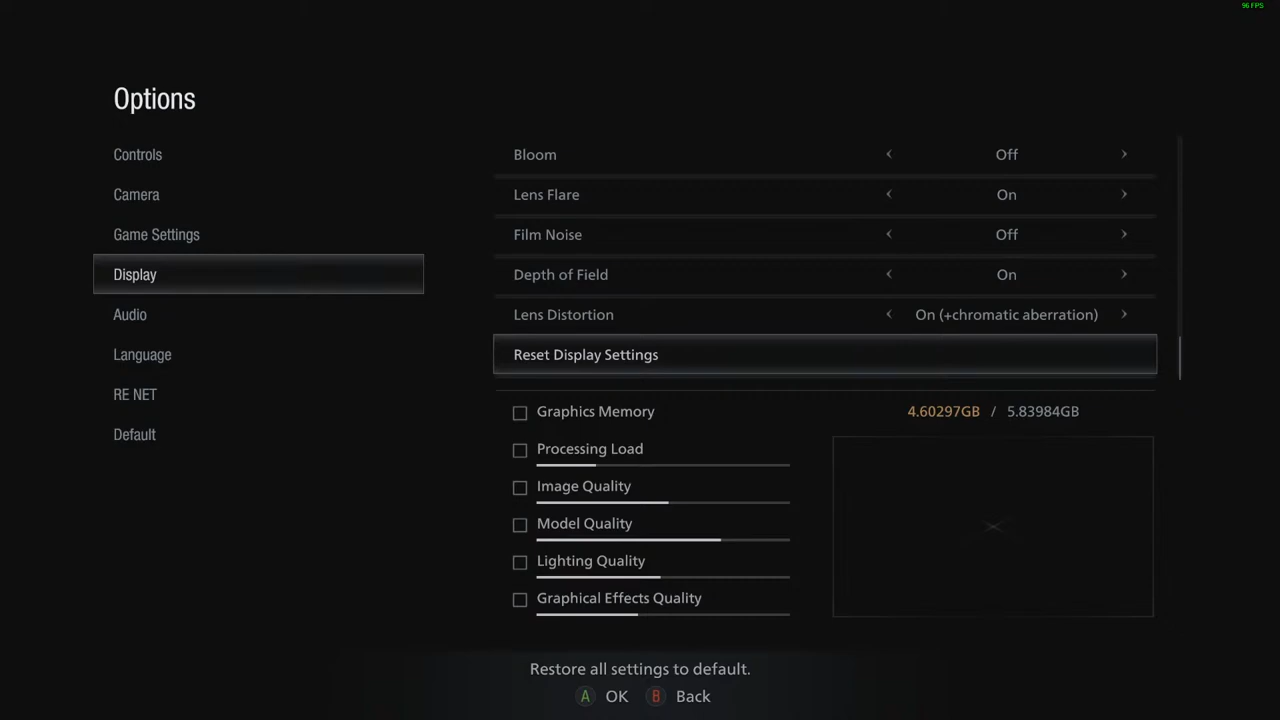 96 FPS
Options
Controls
Camera
Game Settings
Display
Audio
Language
RE NET
Default
Bloom Off
Lens Flare On
Film Noise Off
Depth of Field On
Lens Distortion On (+chromatic aberration)
Reset Display Settings
Graphics Memory 4.60297GB / 5.83984GB
Processing Load
Image Quality
Model Quality
Lighting Quality
Graphical Effects Quality
Restore all settings to default.
A OK B Back